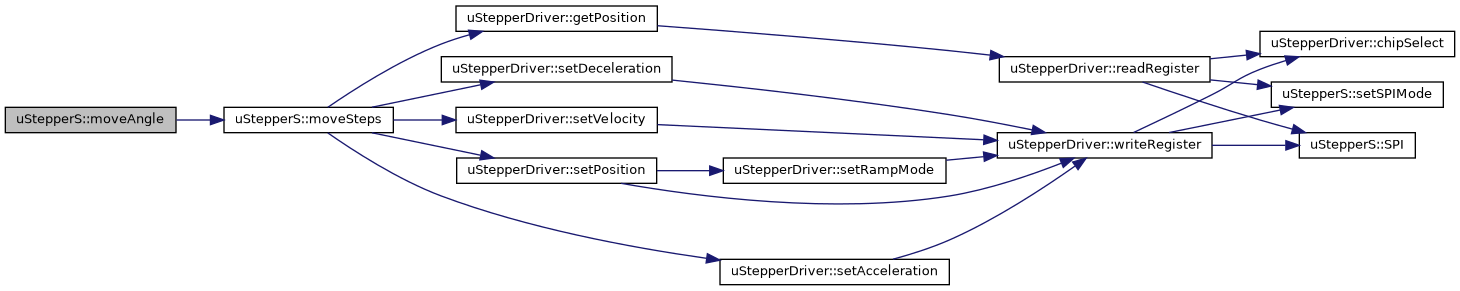 uStepperS::moveAngle
uStepperS::moveSteps
uStepperDriver::getPosition
uStepperDriver::setDeceleration
uStepperDriver::setVelocity
uStepperDriver::setPosition
uStepperDriver::setRampMode
uStepperDriver::setAcceleration
uStepperDriver::readRegister
uStepperDriver::writeRegister
uStepperDriver::chipSelect
uStepperS::setSPIMode
uStepperS::SPI